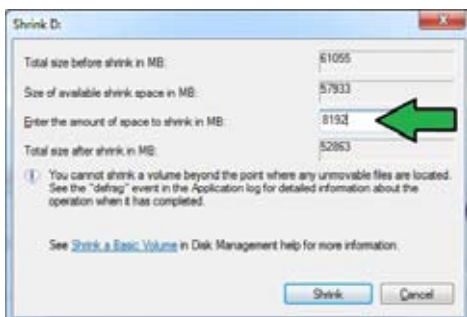 Shrink D:
Total size before shrink in MB: 61055
Size of available shrink space in MB: 57933
Enter the amount of space to shrink in MB: 8192
Total size after shrink in MB: 52863
You cannot shrink a volume beyond the point where any unmovable files are located.
See the "defrag" event in the Application log for detailed information about the
operation when it has completed.
See Shrink a Basic Volume in Disk Management help for more information.
Shrink Cancel